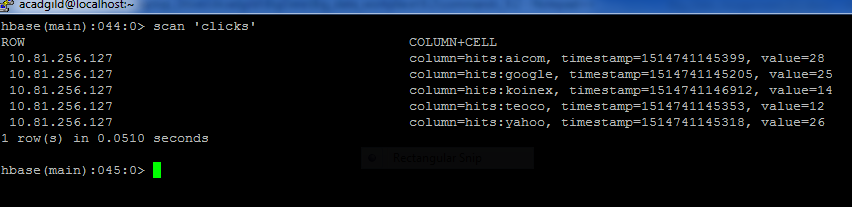 acadgild@localhost:~
hbase(main):044:0> scan 'clicks'
ROW COLUMN+CELL
10.81.256.127 column=hits:aicom, timestamp=1514741145399, value=28
10.81.256.127 column=hits:google, timestamp=1514741145205, value=25
10.81.256.127 column=hits:koinex, timestamp=1514741146912, value=14
10.81.256.127 column=hits:teoco, timestamp=1514741145353, value=12
10.81.256.127 column=hits:yahoo, timestamp=1514741145318, value=26
1 row(s) in 0.0510 seconds
Rectangular Snip
hbase(main):045:0>